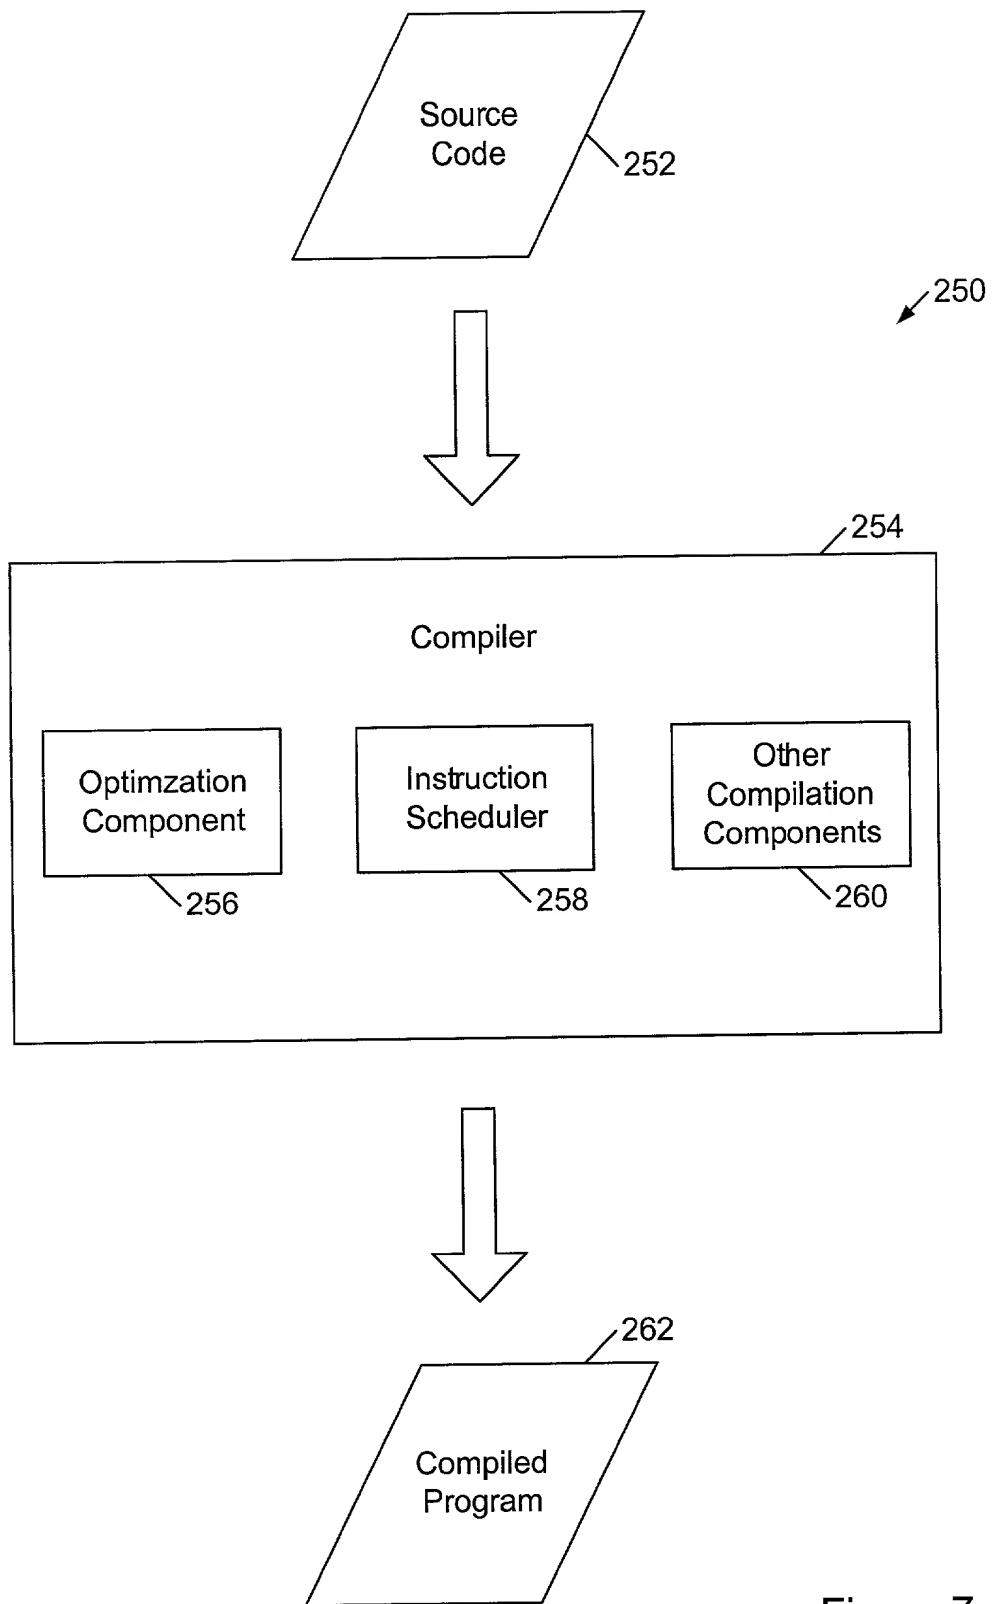 Source
Code
252
250
254
Compiler
Optimzation
Component
256
Instruction
Scheduler
258
Other
Compilation
Components
260
262
Compiled
Program